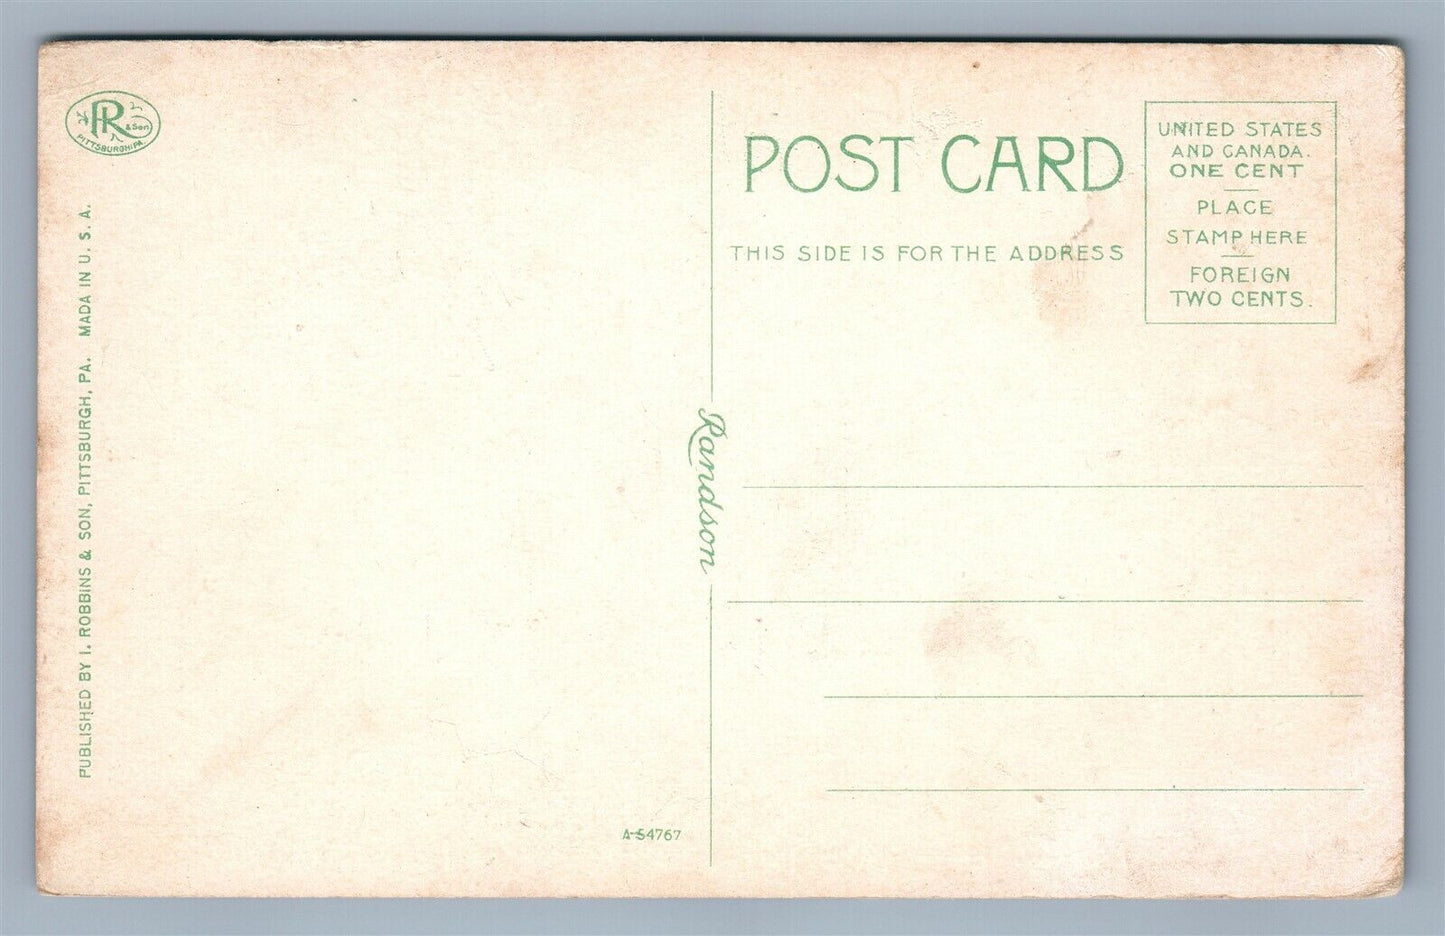 R & Son
PITTSBURGH, PA.
PUBLISHED BY I. ROBBINS & SON, PITTSBURGH, PA. MADA IN U. S. A.
Randson
A-54767
POST CARD
THIS SIDE IS FOR THE ADDRESS
UNITED STATES
AND CANADA.
ONE CENT
PLACE
STAMP HERE
FOREIGN
TWO CENTS.